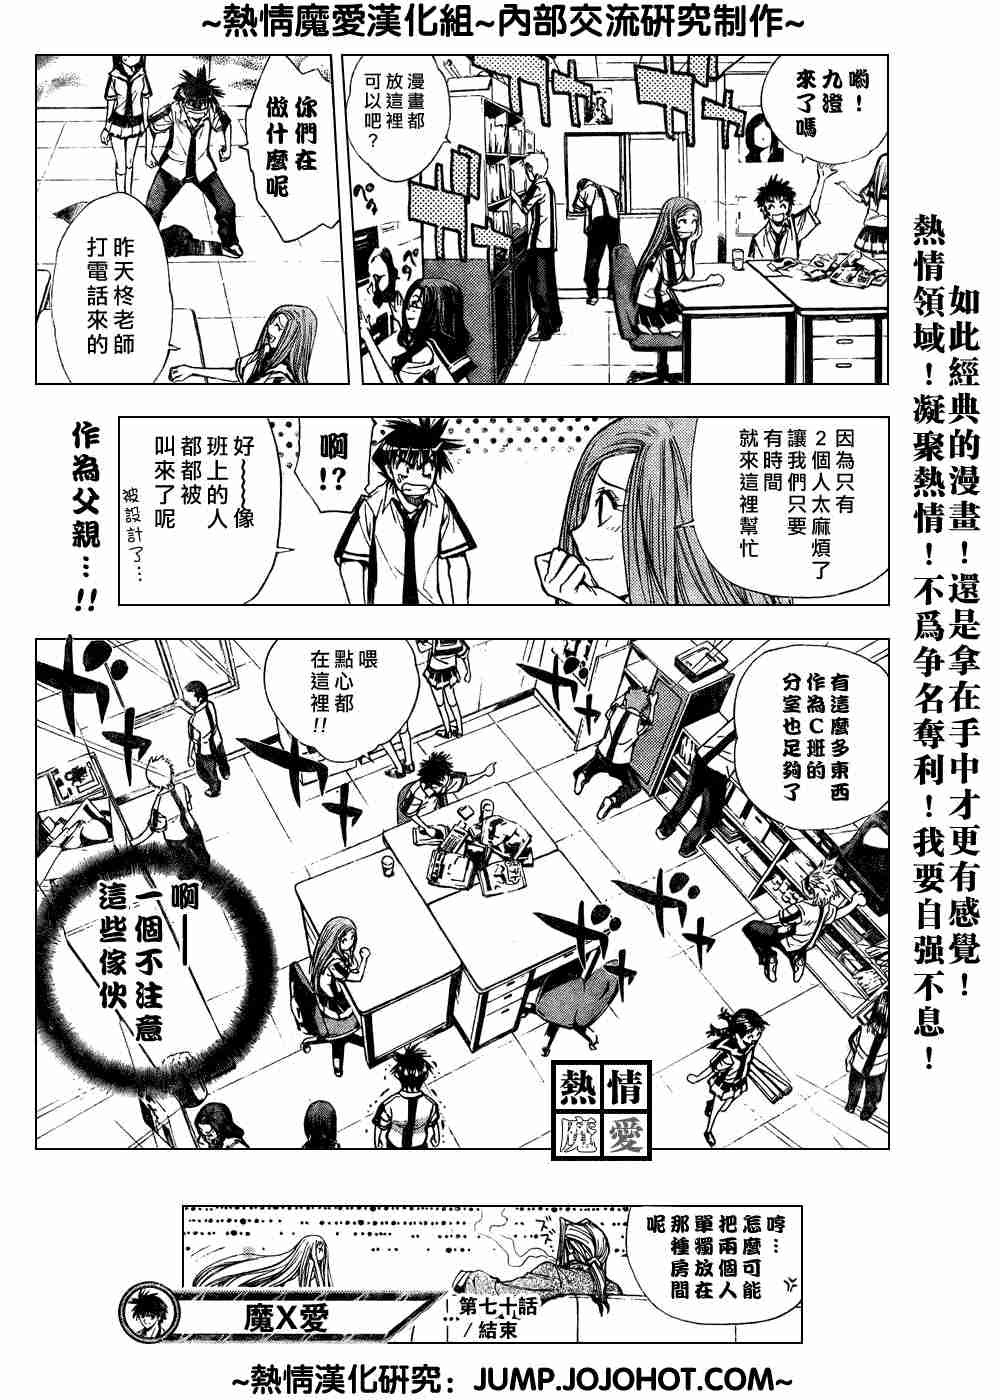 ~熱情魔愛漢化組~內部交流研究制作~
喲！
九澄
來了嗎
漫畫都
放這裡
可以吧？
你們在
做什麼呢
昨天柊老師
打電話來的
因為只有
2個人太麻煩了
讓我們只要
有時間
就來這裡幫忙
啊!?
好～～像
班上的人
都都被
叫來了呢
被設計了…
作為父親…!!
有這麼多東西
作為C班的
分室也足夠了
喂
點心都
在這裡!!
啊——
一個不注意
這些傢伙
熱情
魔愛
哼…
怎麼可能
把兩個人
單獨放在
那種房間
呢
魔X愛
第七十話
/結束
如此經典的漫畫！還是拿在手中才更有感覺！
熱情領域！凝聚熱情！不爲争名奪利！我要自强不息！
~熱情漢化研究：JUMP.JOJOHOT.COM~